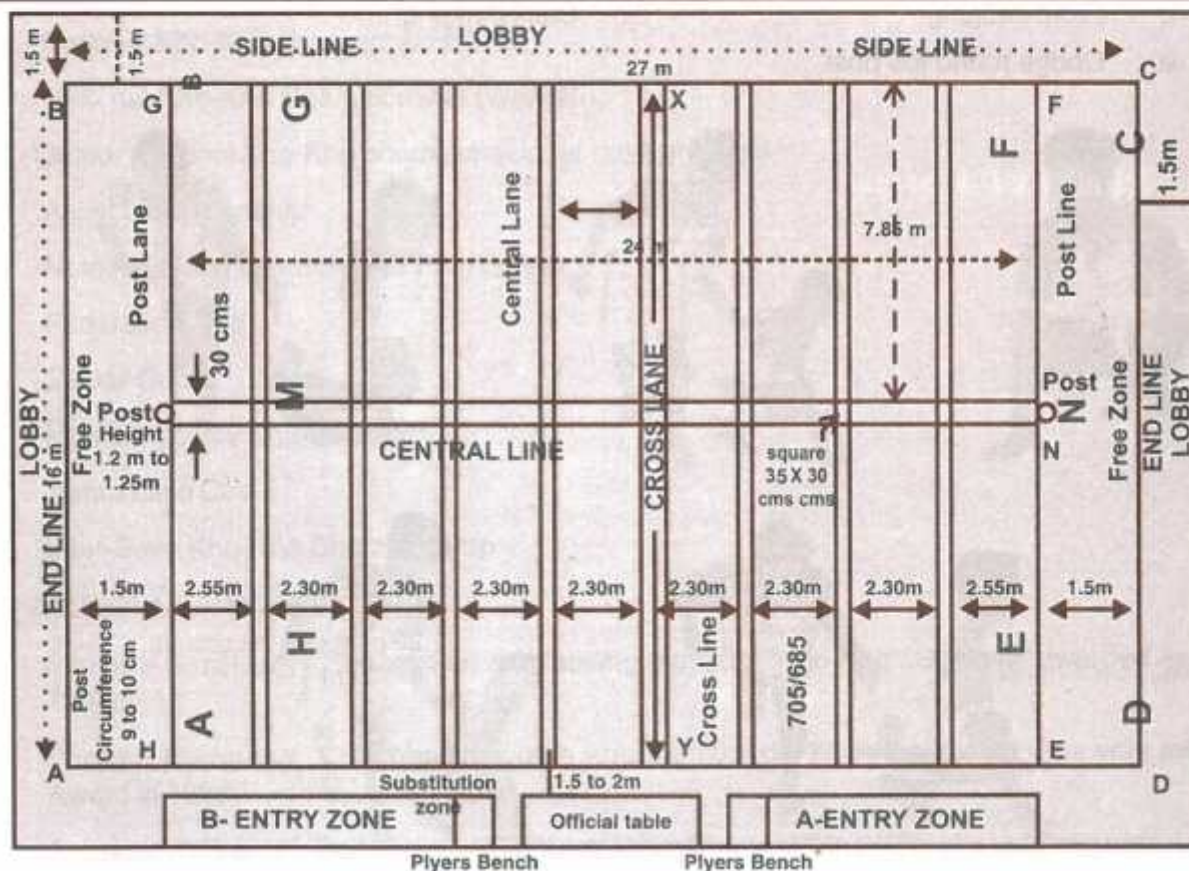 LOBBY
1.5 m
1.5 m
SIDE LINE
SIDE LINE
27 m
C
B
B
G
G
X
F
F
C
1.5m
Post Lane
Central Lane
24 m
7.85 m
Post Line
30 cms
LOBBY
END LINE 16 m
Free Zone
M
CROSS LANE
Post
Height
1.2 m to
1.25m
CENTRAL LINE
square
35 X 30
cms cms
Post
N
N
Free Zone
END LINE
LOBBY
1.5m
2.55m
2.30m
2.30m
2.30m
2.30m
2.30m
2.30m
2.30m
2.55m
1.5m
Post
Circumference
9 to 10 cm
H
A
H
Y
Cross Line
705/685
E
E
D
A
D
Substitution
zone
1.5 to 2m
B- ENTRY ZONE
Official table
A-ENTRY ZONE
Plyers Bench
Plyers Bench